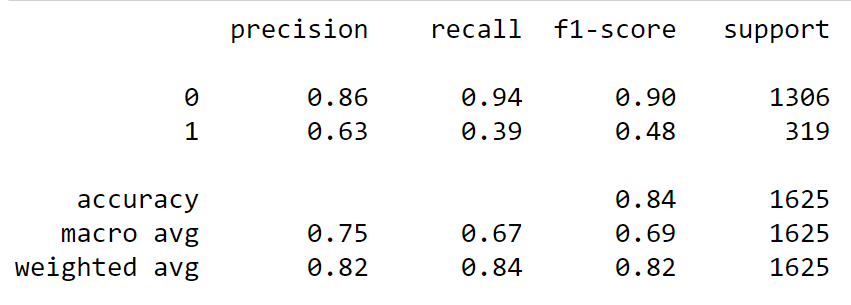 precision recall f1-score support
0 0.86 0.94 0.90 1306
1 0.63 0.39 0.48 319
accuracy 0.84 1625
macro avg 0.75 0.67 0.69 1625
weighted avg 0.82 0.84 0.82 1625